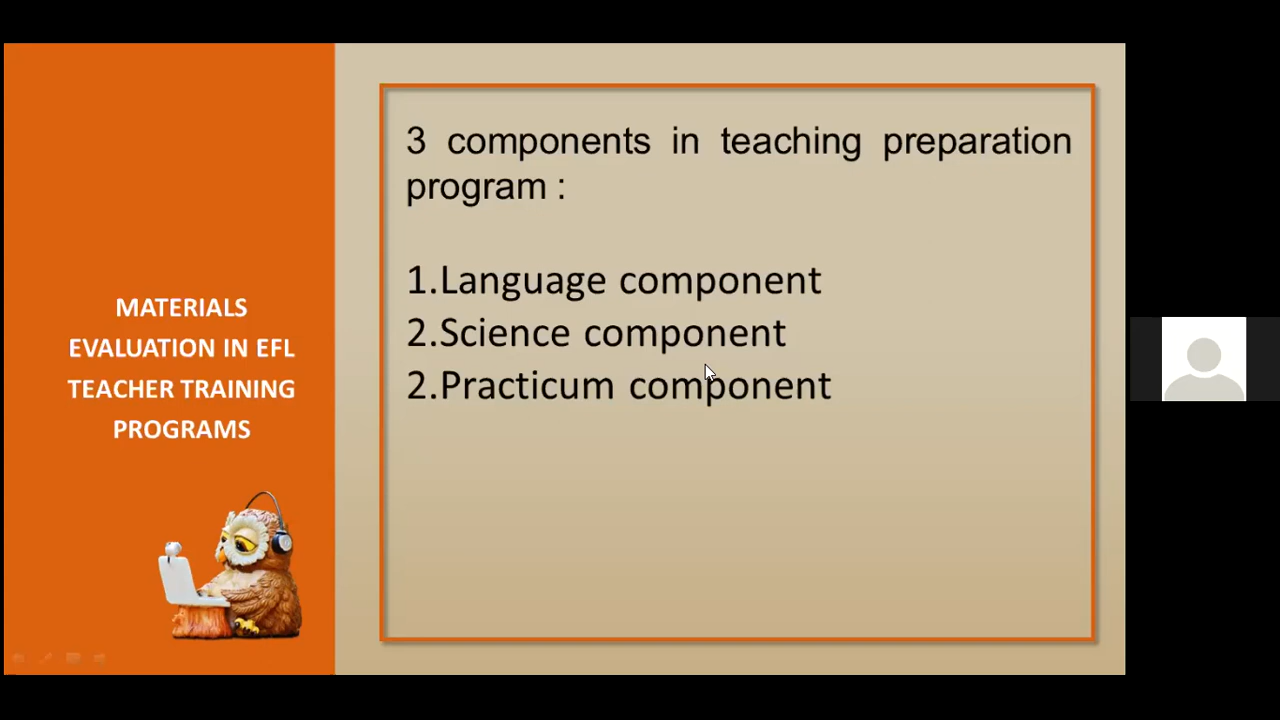 MATERIALS
EVALUATION IN EFL
TEACHER TRAINING
PROGRAMS
3 components in teaching preparation
program :
1.Language component
2.Science component
2.Practicum component